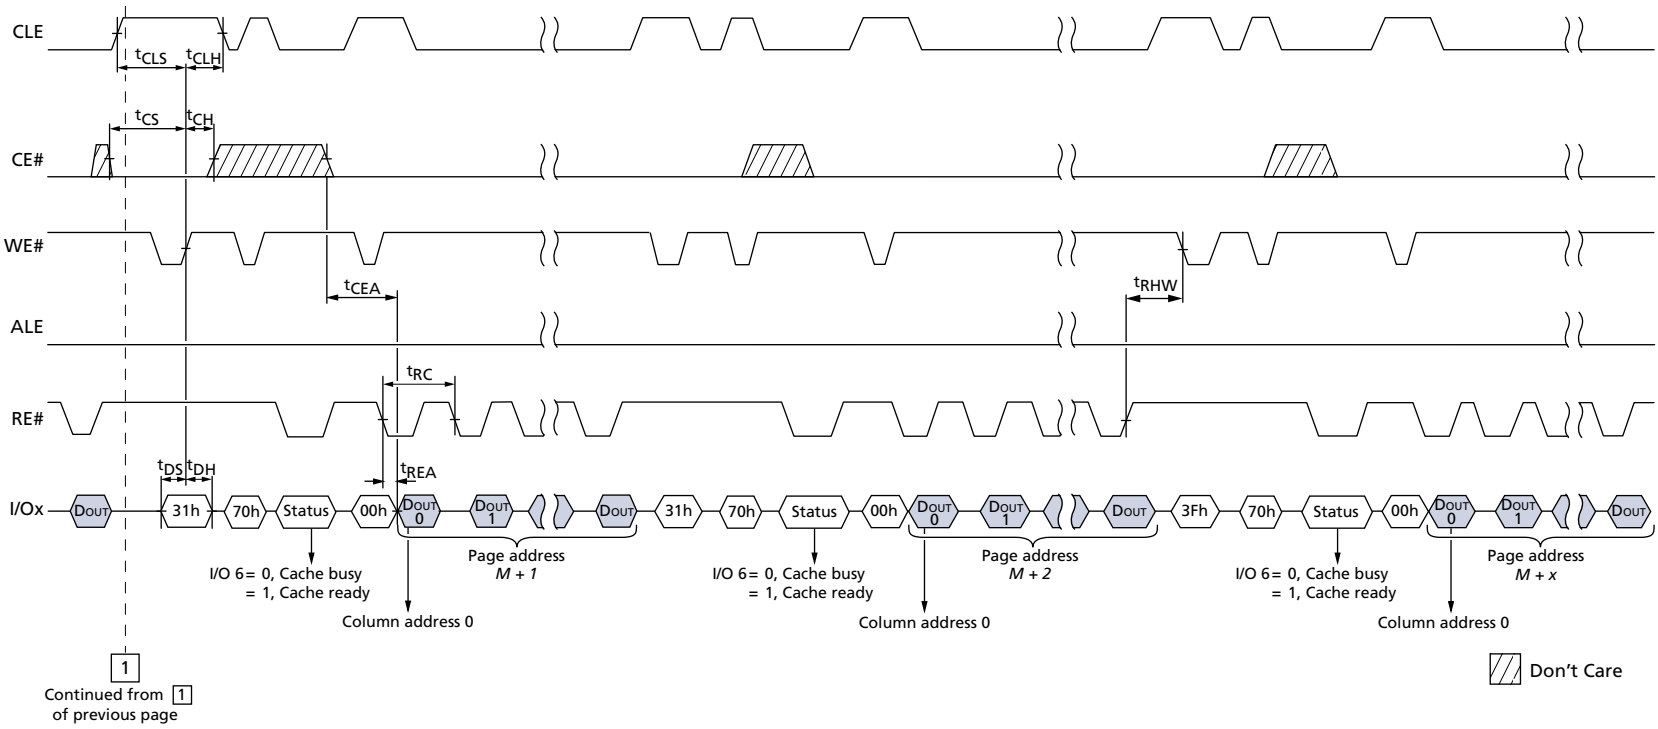 CLE
tCLS tCLH
tCS tCH
CE#
WE#
tCEA
tRHW
ALE
tRC
RE#
tDS tDH
tREA
I/Ox
DOUT 31h 70h Status 00h DOUT 0 DOUT 1 DOUT 31h 70h Status 00h DOUT 0 DOUT 1 DOUT 3Fh 70h Status 00h DOUT 0 DOUT 1 DOUT
Page address
M + 1
Page address
M + 2
Page address
M + x
I/O 6= 0, Cache busy
= 1, Cache ready
I/O 6= 0, Cache busy
= 1, Cache ready
I/O 6= 0, Cache busy
= 1, Cache ready
Column address 0
Column address 0
Column address 0
1
Continued from 1
of previous page
Don't Care